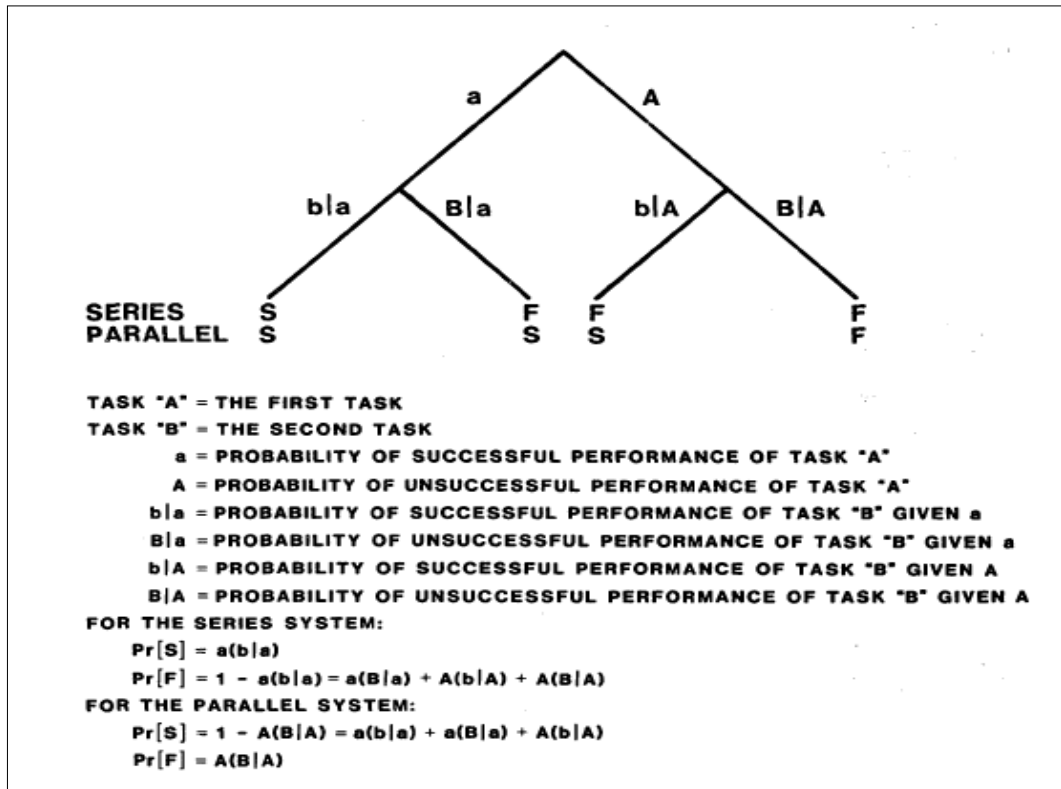 a A
b|a B|a b|A B|A
SERIES S F F F
PARALLEL S S S F
TASK "A" = THE FIRST TASK
TASK "B" = THE SECOND TASK
a = PROBABILITY OF SUCCESSFUL PERFORMANCE OF TASK "A"
A = PROBABILITY OF UNSUCCESSFUL PERFORMANCE OF TASK "A"
b|a = PROBABILITY OF SUCCESSFUL PERFORMANCE OF TASK "B" GIVEN a
B|a = PROBABILITY OF UNSUCCESSFUL PERFORMANCE OF TASK "B" GIVEN a
b|A = PROBABILITY OF SUCCESSFUL PERFORMANCE OF TASK "B" GIVEN A
B|A = PROBABILITY OF UNSUCCESSFUL PERFORMANCE OF TASK "B" GIVEN A
FOR THE SERIES SYSTEM:
Pr[S] = a(b|a)
Pr[F] = 1 - a(b|a) = a(B|a) + A(b|A) + A(B|A)
FOR THE PARALLEL SYSTEM:
Pr[S] = 1 - A(B|A) = a(b|a) + a(B|a) + A(b|A)
Pr[F] = A(B|A)